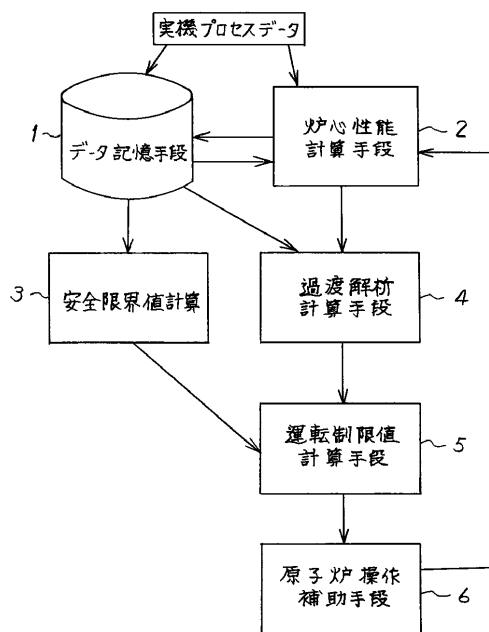 実機プロセスデータ
1
データ記憶手段
炉心性能
計算手段
2
3
安全限界値計算
過渡解析
計算手段
4
運転制限値
計算手段
5
原子炉操作
補助手段
6